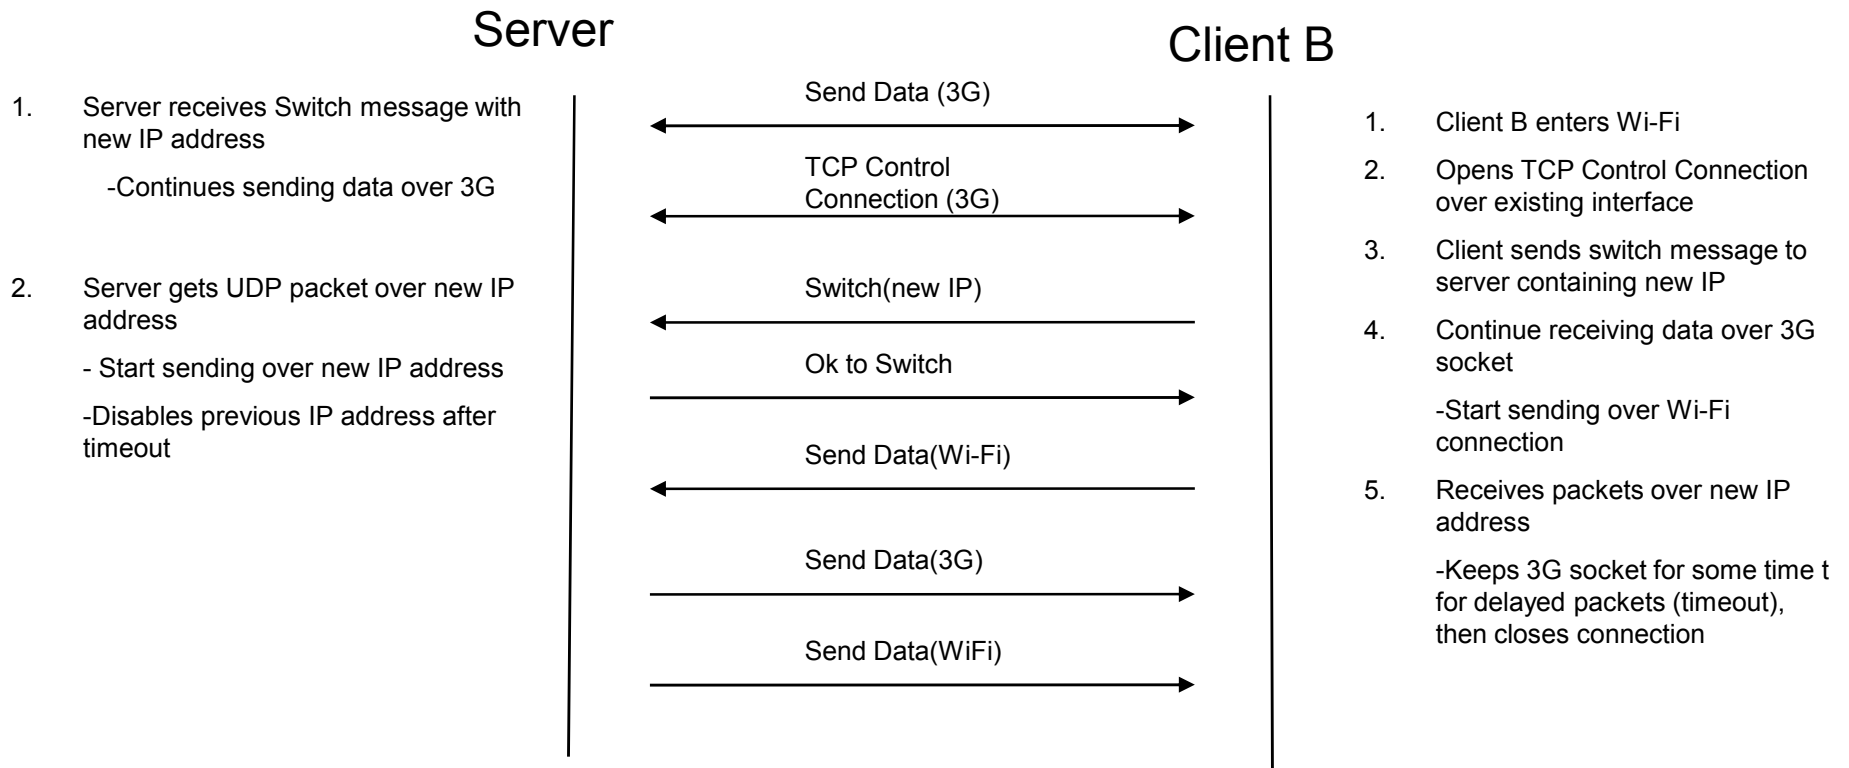 Server
Client B
1. Server receives Switch message with
new IP address
-Continues sending data over 3G
2. Server gets UDP packet over new IP
address
- Start sending over new IP address
-Disables previous IP address after
timeout
Send Data (3G)
TCP Control
Connection (3G)
Switch(new IP)
Ok to Switch
Send Data(Wi-Fi)
Send Data(3G)
Send Data(WiFi)
1. Client B enters Wi-Fi
2. Opens TCP Control Connection
over existing interface
3. Client sends switch message to
server containing new IP
4. Continue receiving data over 3G
socket
-Start sending over Wi-Fi
connection
5. Receives packets over new IP
address
-Keeps 3G socket for some time t
for delayed packets (timeout),
then closes connection